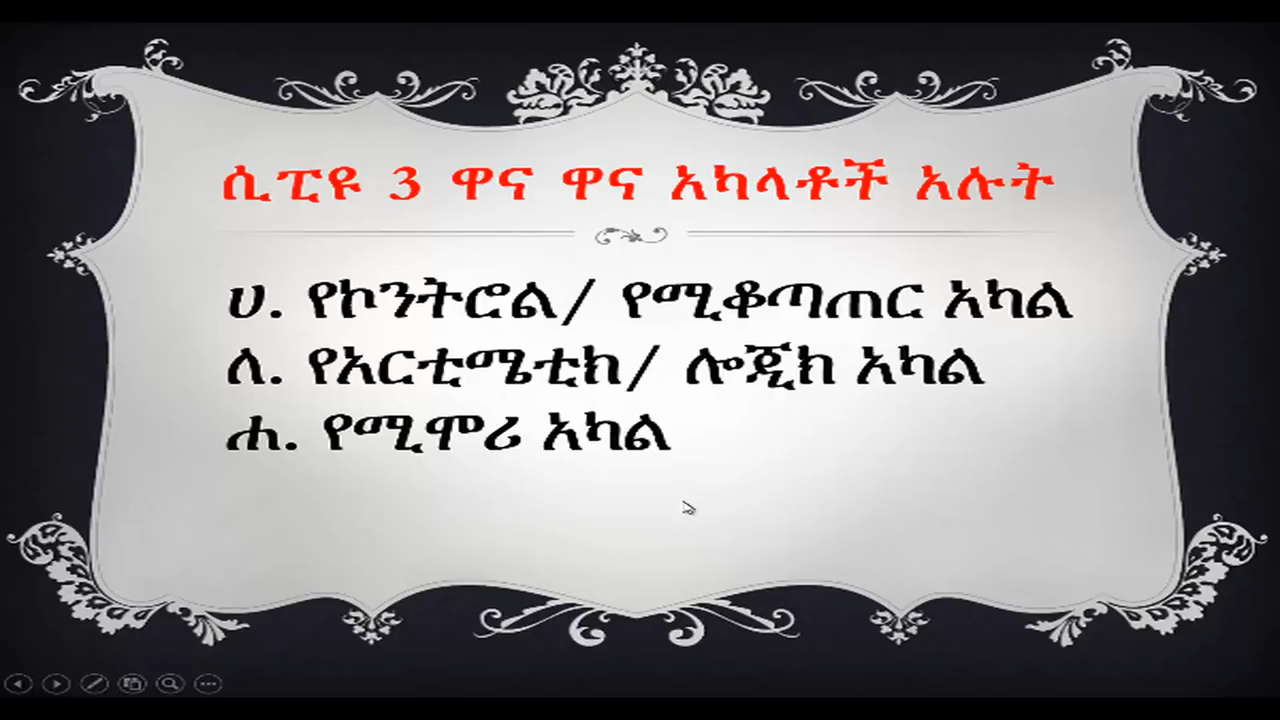 ሲፒዩ 3 ዋና ዋና አካላቶች አሉት
ሀ. የኮንትሮል/ የሚቆጣጠር አካል
ለ. የአርቲሜቲክ/ ሎጂክ አካል
ሐ. የሚሞሪ አካል